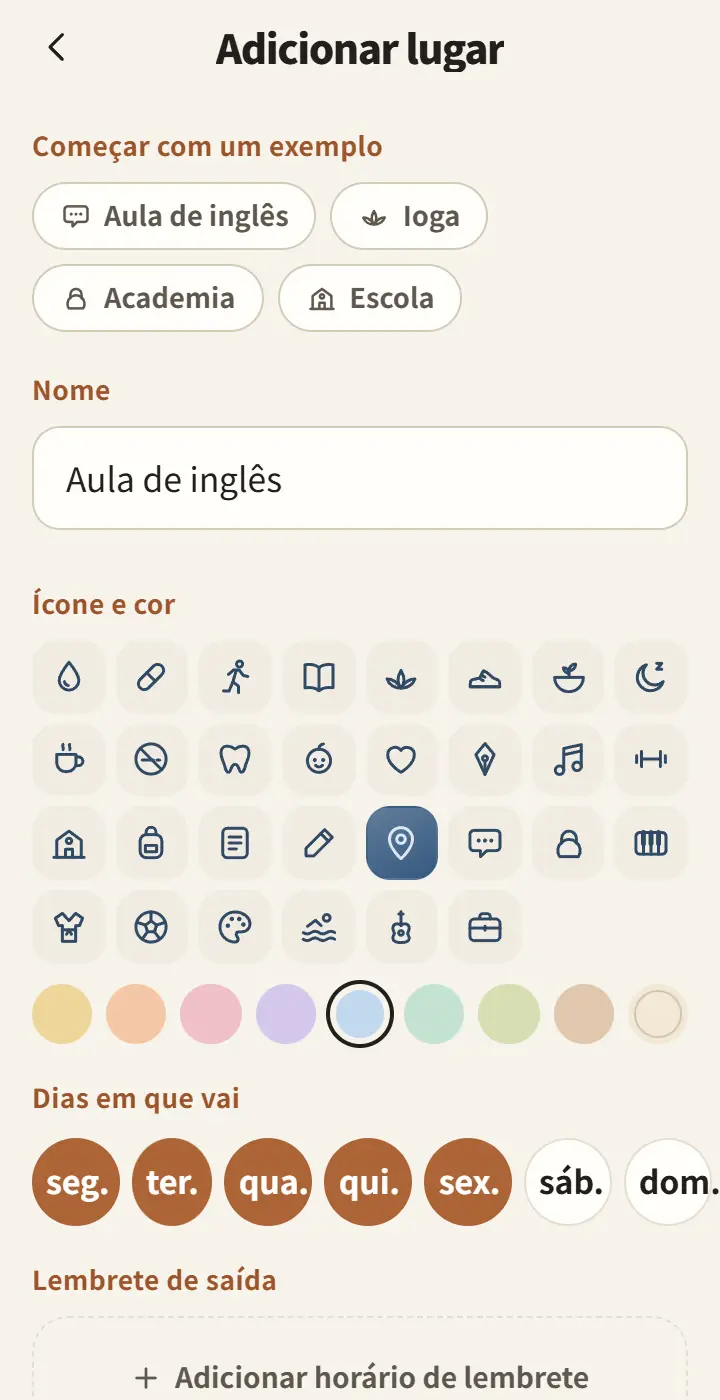 Adicionar lugar
Começar com um exemplo
Aula de inglês
Ioga
Academia
Escola
Nome
Aula de inglês
Ícone e cor
Dias em que vai
seg. ter. qua. qui. sex. sáb. dom.
Lembrete de saída
+ Adicionar horário de lembrete